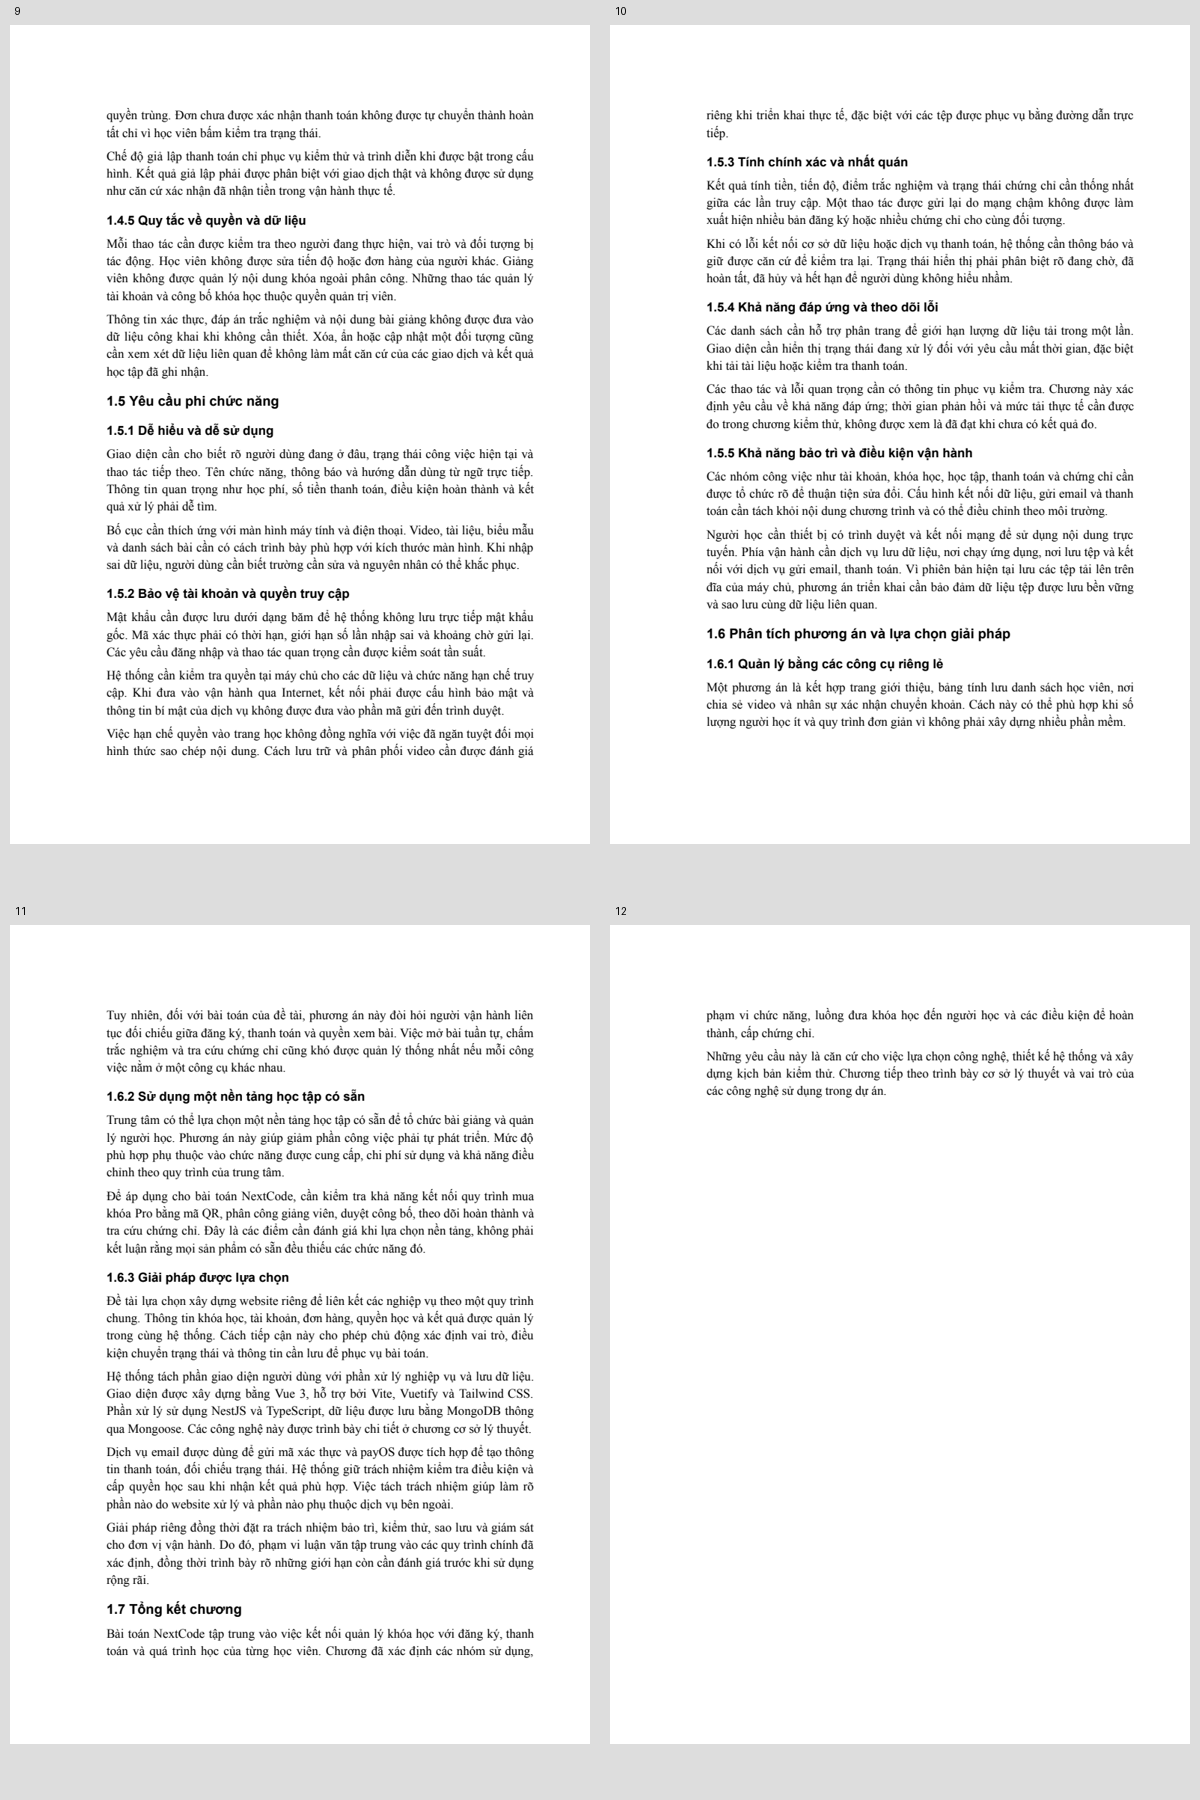 9
quyền trùng. Đơn chưa được xác nhận thanh toán không được tự chuyển thành hoàn
tất chỉ vì học viên bấm kiểm tra trạng thái.
Chế độ giả lập thanh toán chỉ phục vụ kiểm thử và trình diễn khi được bật trong cấu
hình. Kết quả giả lập phải được phân biệt với giao dịch thật và không được sử dụng
như căn cứ xác nhận đã nhận tiền trong vận hành thực tế.
1.4.5 Quy tắc về quyền và dữ liệu
Mỗi thao tác cần được kiểm tra theo người đang thực hiện, vai trò và đối tượng bị
tác động. Học viên không được sửa tiến độ hoặc đơn hàng của người khác. Giảng
viên không được quản lý nội dung khóa ngoài phân công. Những thao tác quản lý
tài khoản và công bố khóa học thuộc quyền quản trị viên.
Thông tin xác thực, đáp án trắc nghiệm và nội dung bài giảng không được đưa vào
dữ liệu công khai khi không cần thiết. Xóa, ẩn hoặc cập nhật một đối tượng cũng
cần xem xét dữ liệu liên quan để không làm mất căn cứ của các giao dịch và kết quả
học tập đã ghi nhận.
1.5 Yêu cầu phi chức năng
1.5.1 Dễ hiểu và dễ sử dụng
Giao diện cần cho biết rõ người dùng đang ở đâu, trạng thái công việc hiện tại và
thao tác tiếp theo. Tên chức năng, thông báo và hướng dẫn dùng từ ngữ trực tiếp.
Thông tin quan trọng như học phí, số tiền thanh toán, điều kiện hoàn thành và kết
quả xử lý phải dễ tìm.
Bố cục cần thích ứng với màn hình máy tính và điện thoại. Video, tài liệu, biểu mẫu
và danh sách bài cần có cách trình bày phù hợp với kích thước màn hình. Khi nhập
sai dữ liệu, người dùng cần biết trường cần sửa và nguyên nhân có thể khắc phục.
1.5.2 Bảo vệ tài khoản và quyền truy cập
Mật khẩu cần được lưu dưới dạng băm để hệ thống không lưu trực tiếp mật khẩu
gốc. Mã xác thực phải có thời hạn, giới hạn số lần nhập sai và khoảng chờ gửi lại.
Các yêu cầu đăng nhập và thao tác quan trọng cần được kiểm soát tần suất.
Hệ thống cần kiểm tra quyền tại máy chủ cho các dữ liệu và chức năng hạn chế truy
cập. Khi đưa vào vận hành qua Internet, kết nối phải được cấu hình bảo mật và
thông tin bí mật của dịch vụ không được đưa vào phần mã gửi đến trình duyệt.
Việc hạn chế quyền vào trang học không đồng nghĩa với việc đã ngăn tuyệt đối mọi
hình thức sao chép nội dung. Cách lưu trữ và phân phối video cần được đánh giá
10
riêng khi triển khai thực tế, đặc biệt với các tệp được phục vụ bằng đường dẫn trực
tiếp.
1.5.3 Tính chính xác và nhất quán
Kết quả tính tiền, tiến độ, điểm trắc nghiệm và trạng thái chứng chỉ cần thống nhất
giữa các lần truy cập. Một thao tác được gửi lại do mạng chậm không được làm
xuất hiện nhiều bản đăng ký hoặc nhiều chứng chỉ cho cùng đối tượng.
Khi có lỗi kết nối cơ sở dữ liệu hoặc dịch vụ thanh toán, hệ thống cần thông báo và
giữ được căn cứ để kiểm tra lại. Trạng thái hiển thị phải phân biệt rõ đang chờ, đã
hoàn tất, đã hủy và hết hạn để người dùng không hiểu nhầm.
1.5.4 Khả năng đáp ứng và theo dõi lỗi
Các danh sách cần hỗ trợ phân trang để giới hạn lượng dữ liệu tải trong một lần.
Giao diện cần hiển thị trạng thái đang xử lý đối với yêu cầu mất thời gian, đặc biệt
khi tải tài liệu hoặc kiểm tra thanh toán.
Các thao tác và lỗi quan trọng cần có thông tin phục vụ kiểm tra. Chương này xác
định yêu cầu về khả năng đáp ứng; thời gian phản hồi và mức tải thực tế cần được
đo trong chương kiểm thử, không được xem là đã đạt khi chưa có kết quả đo.
1.5.5 Khả năng bảo trì và điều kiện vận hành
Các nhóm công việc như tài khoản, khóa học, học tập, thanh toán và chứng chỉ cần
được tổ chức rõ để thuận tiện sửa đổi. Cấu hình kết nối dữ liệu, gửi email và thanh
toán cần tách khỏi nội dung chương trình và có thể điều chỉnh theo môi trường.
Người học cần thiết bị có trình duyệt và kết nối mạng để sử dụng nội dung trực
tuyến. Phía vận hành cần dịch vụ lưu dữ liệu, nơi chạy ứng dụng, nơi lưu tệp và kết
nối với dịch vụ gửi email, thanh toán. Vì phiên bản hiện tại lưu các tệp tải lên trên
đĩa của máy chủ, phương án triển khai cần bảo đảm dữ liệu tệp được lưu bền vững
và sao lưu cùng dữ liệu liên quan.
1.6 Phân tích phương án và lựa chọn giải pháp
1.6.1 Quản lý bằng các công cụ riêng lẻ
Một phương án là kết hợp trang giới thiệu, bảng tính lưu danh sách học viên, nơi
chia sẻ video và nhân sự xác nhận chuyển khoản. Cách này có thể phù hợp khi số
lượng người học ít và quy trình đơn giản vì không phải xây dựng nhiều phần mềm.
11
Tuy nhiên, đối với bài toán của đề tài, phương án này đòi hỏi người vận hành liên
tục đối chiếu giữa đăng ký, thanh toán và quyền xem bài. Việc mở bài tuần tự, chấm
trắc nghiệm và tra cứu chứng chỉ cũng khó được quản lý thống nhất nếu mỗi công
việc nằm ở một công cụ khác nhau.
1.6.2 Sử dụng một nền tảng học tập có sẵn
Trung tâm có thể lựa chọn một nền tảng học tập có sẵn để tổ chức bài giảng và quản
lý người học. Phương án này giúp giảm phần công việc phải tự phát triển. Mức độ
phù hợp phụ thuộc vào chức năng được cung cấp, chi phí sử dụng và khả năng điều
chỉnh theo quy trình của trung tâm.
Để áp dụng cho bài toán NextCode, cần kiểm tra khả năng kết nối quy trình mua
khóa Pro bằng mã QR, phân công giảng viên, duyệt công bố, theo dõi hoàn thành và
tra cứu chứng chỉ. Đây là các điểm cần đánh giá khi lựa chọn nền tảng, không phải
kết luận rằng mọi sản phẩm có sẵn đều thiếu các chức năng đó.
1.6.3 Giải pháp được lựa chọn
Đề tài lựa chọn xây dựng website riêng để liên kết các nghiệp vụ theo một quy trình
chung. Thông tin khóa học, tài khoản, đơn hàng, quyền học và kết quả được quản lý
trong cùng hệ thống. Cách tiếp cận này cho phép chủ động xác định vai trò, điều
kiện chuyển trạng thái và thông tin cần lưu để phục vụ bài toán.
Hệ thống tách phần giao diện người dùng với phần xử lý nghiệp vụ và lưu dữ liệu.
Giao diện được xây dựng bằng Vue 3, hỗ trợ bởi Vite, Vuetify và Tailwind CSS.
Phần xử lý sử dụng NestJS và TypeScript, dữ liệu được lưu bằng MongoDB thông
qua Mongoose. Các công nghệ này được trình bày chi tiết ở chương cơ sở lý thuyết.
Dịch vụ email được dùng để gửi mã xác thực và payOS được tích hợp để tạo thông
tin thanh toán, đối chiếu trạng thái. Hệ thống giữ trách nhiệm kiểm tra điều kiện và
cấp quyền học sau khi nhận kết quả phù hợp. Việc tách trách nhiệm giúp làm rõ
phần nào do website xử lý và phần nào phụ thuộc dịch vụ bên ngoài.
Giải pháp riêng đồng thời đặt ra trách nhiệm bảo trì, kiểm thử, sao lưu và giám sát
cho đơn vị vận hành. Do đó, phạm vi luận văn tập trung vào các quy trình chính đã
xác định, đồng thời trình bày rõ những giới hạn còn cần đánh giá trước khi sử dụng
rộng rãi.
1.7 Tổng kết chương
Bài toán NextCode tập trung vào việc kết nối quản lý khóa học với đăng ký, thanh
toán và quá trình học của từng học viên. Chương đã xác định các nhóm sử dụng,
12
phạm vi chức năng, luồng đưa khóa học đến người học và các điều kiện để hoàn
thành, cấp chứng chỉ.
Những yêu cầu này là căn cứ cho việc lựa chọn công nghệ, thiết kế hệ thống và xây
dựng kịch bản kiểm thử. Chương tiếp theo trình bày cơ sở lý thuyết và vai trò của
các công nghệ sử dụng trong dự án.